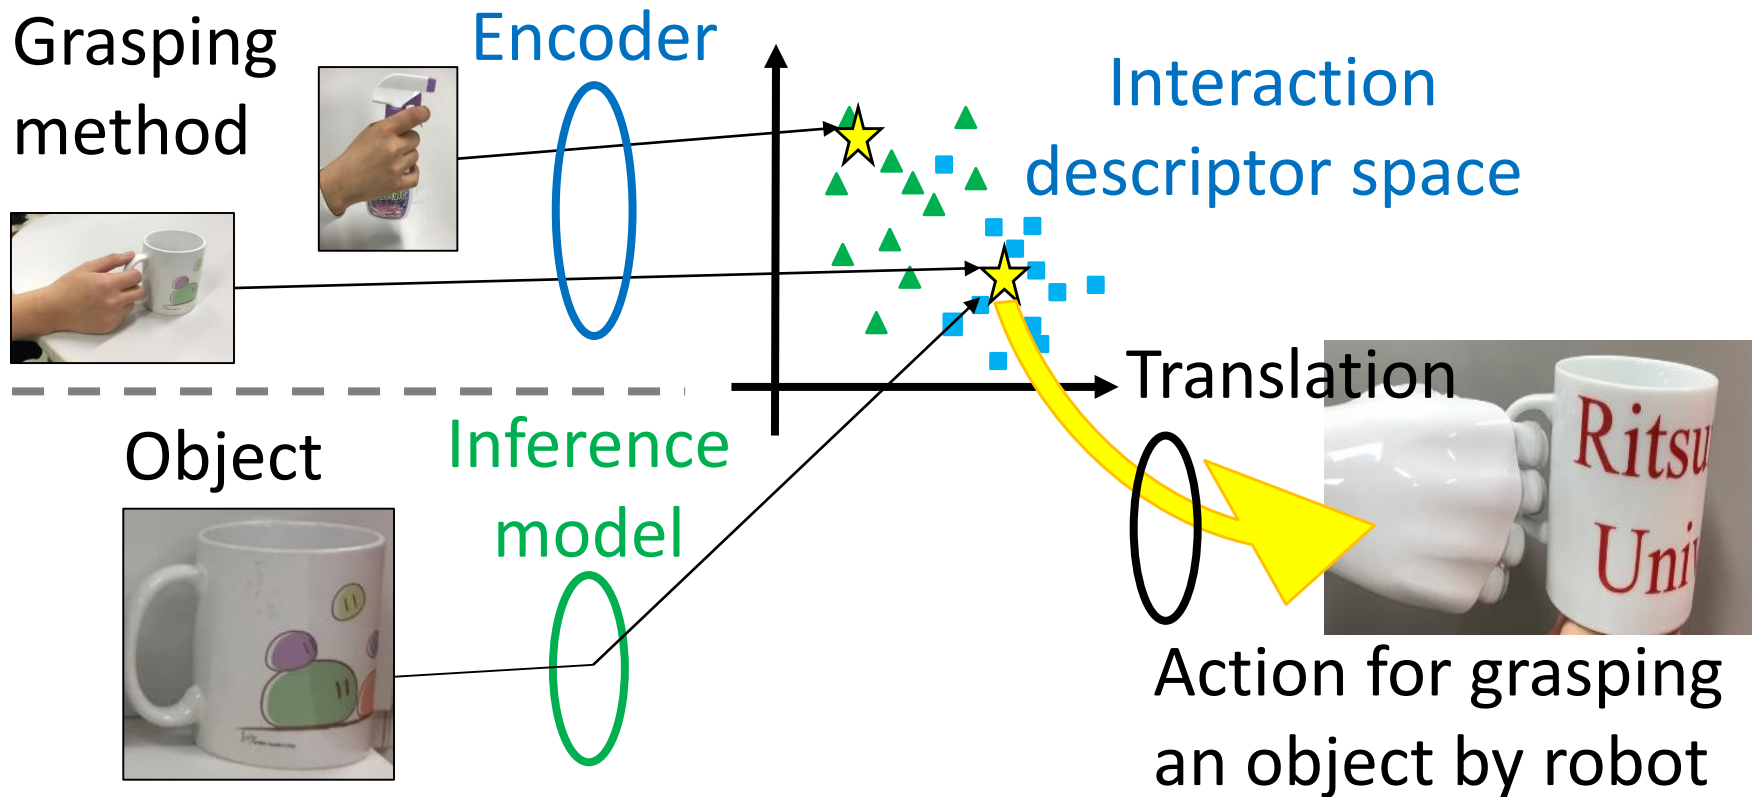 Grasping
method
Encoder
Interaction
descriptor space
Object
Inference
model
Translation
Ritsu
Uni
Action for grasping
an object by robot